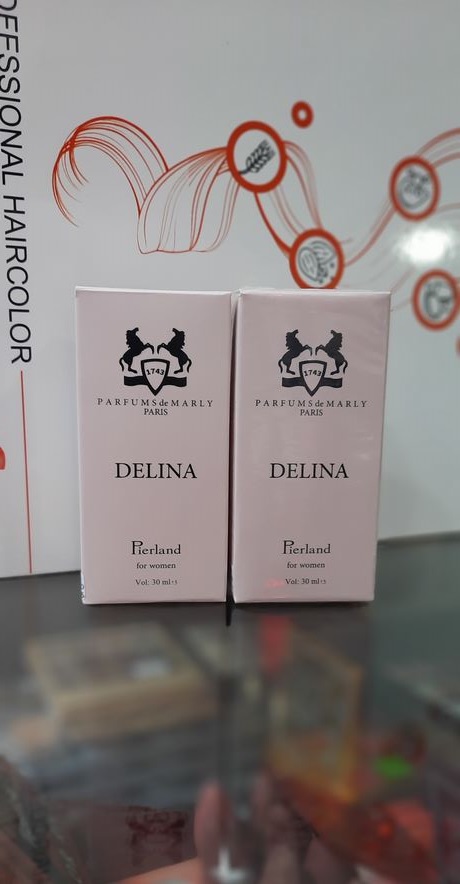 OFESSIONAL HAIRCOLOR
1743
PARFUMS de MARLY
PARIS
DELINA
Pierland
for women
Vol: 30 ml
1743
PARFUMS de MARLY
PARIS
DELINA
Pierland
for women
Vol: 30 ml